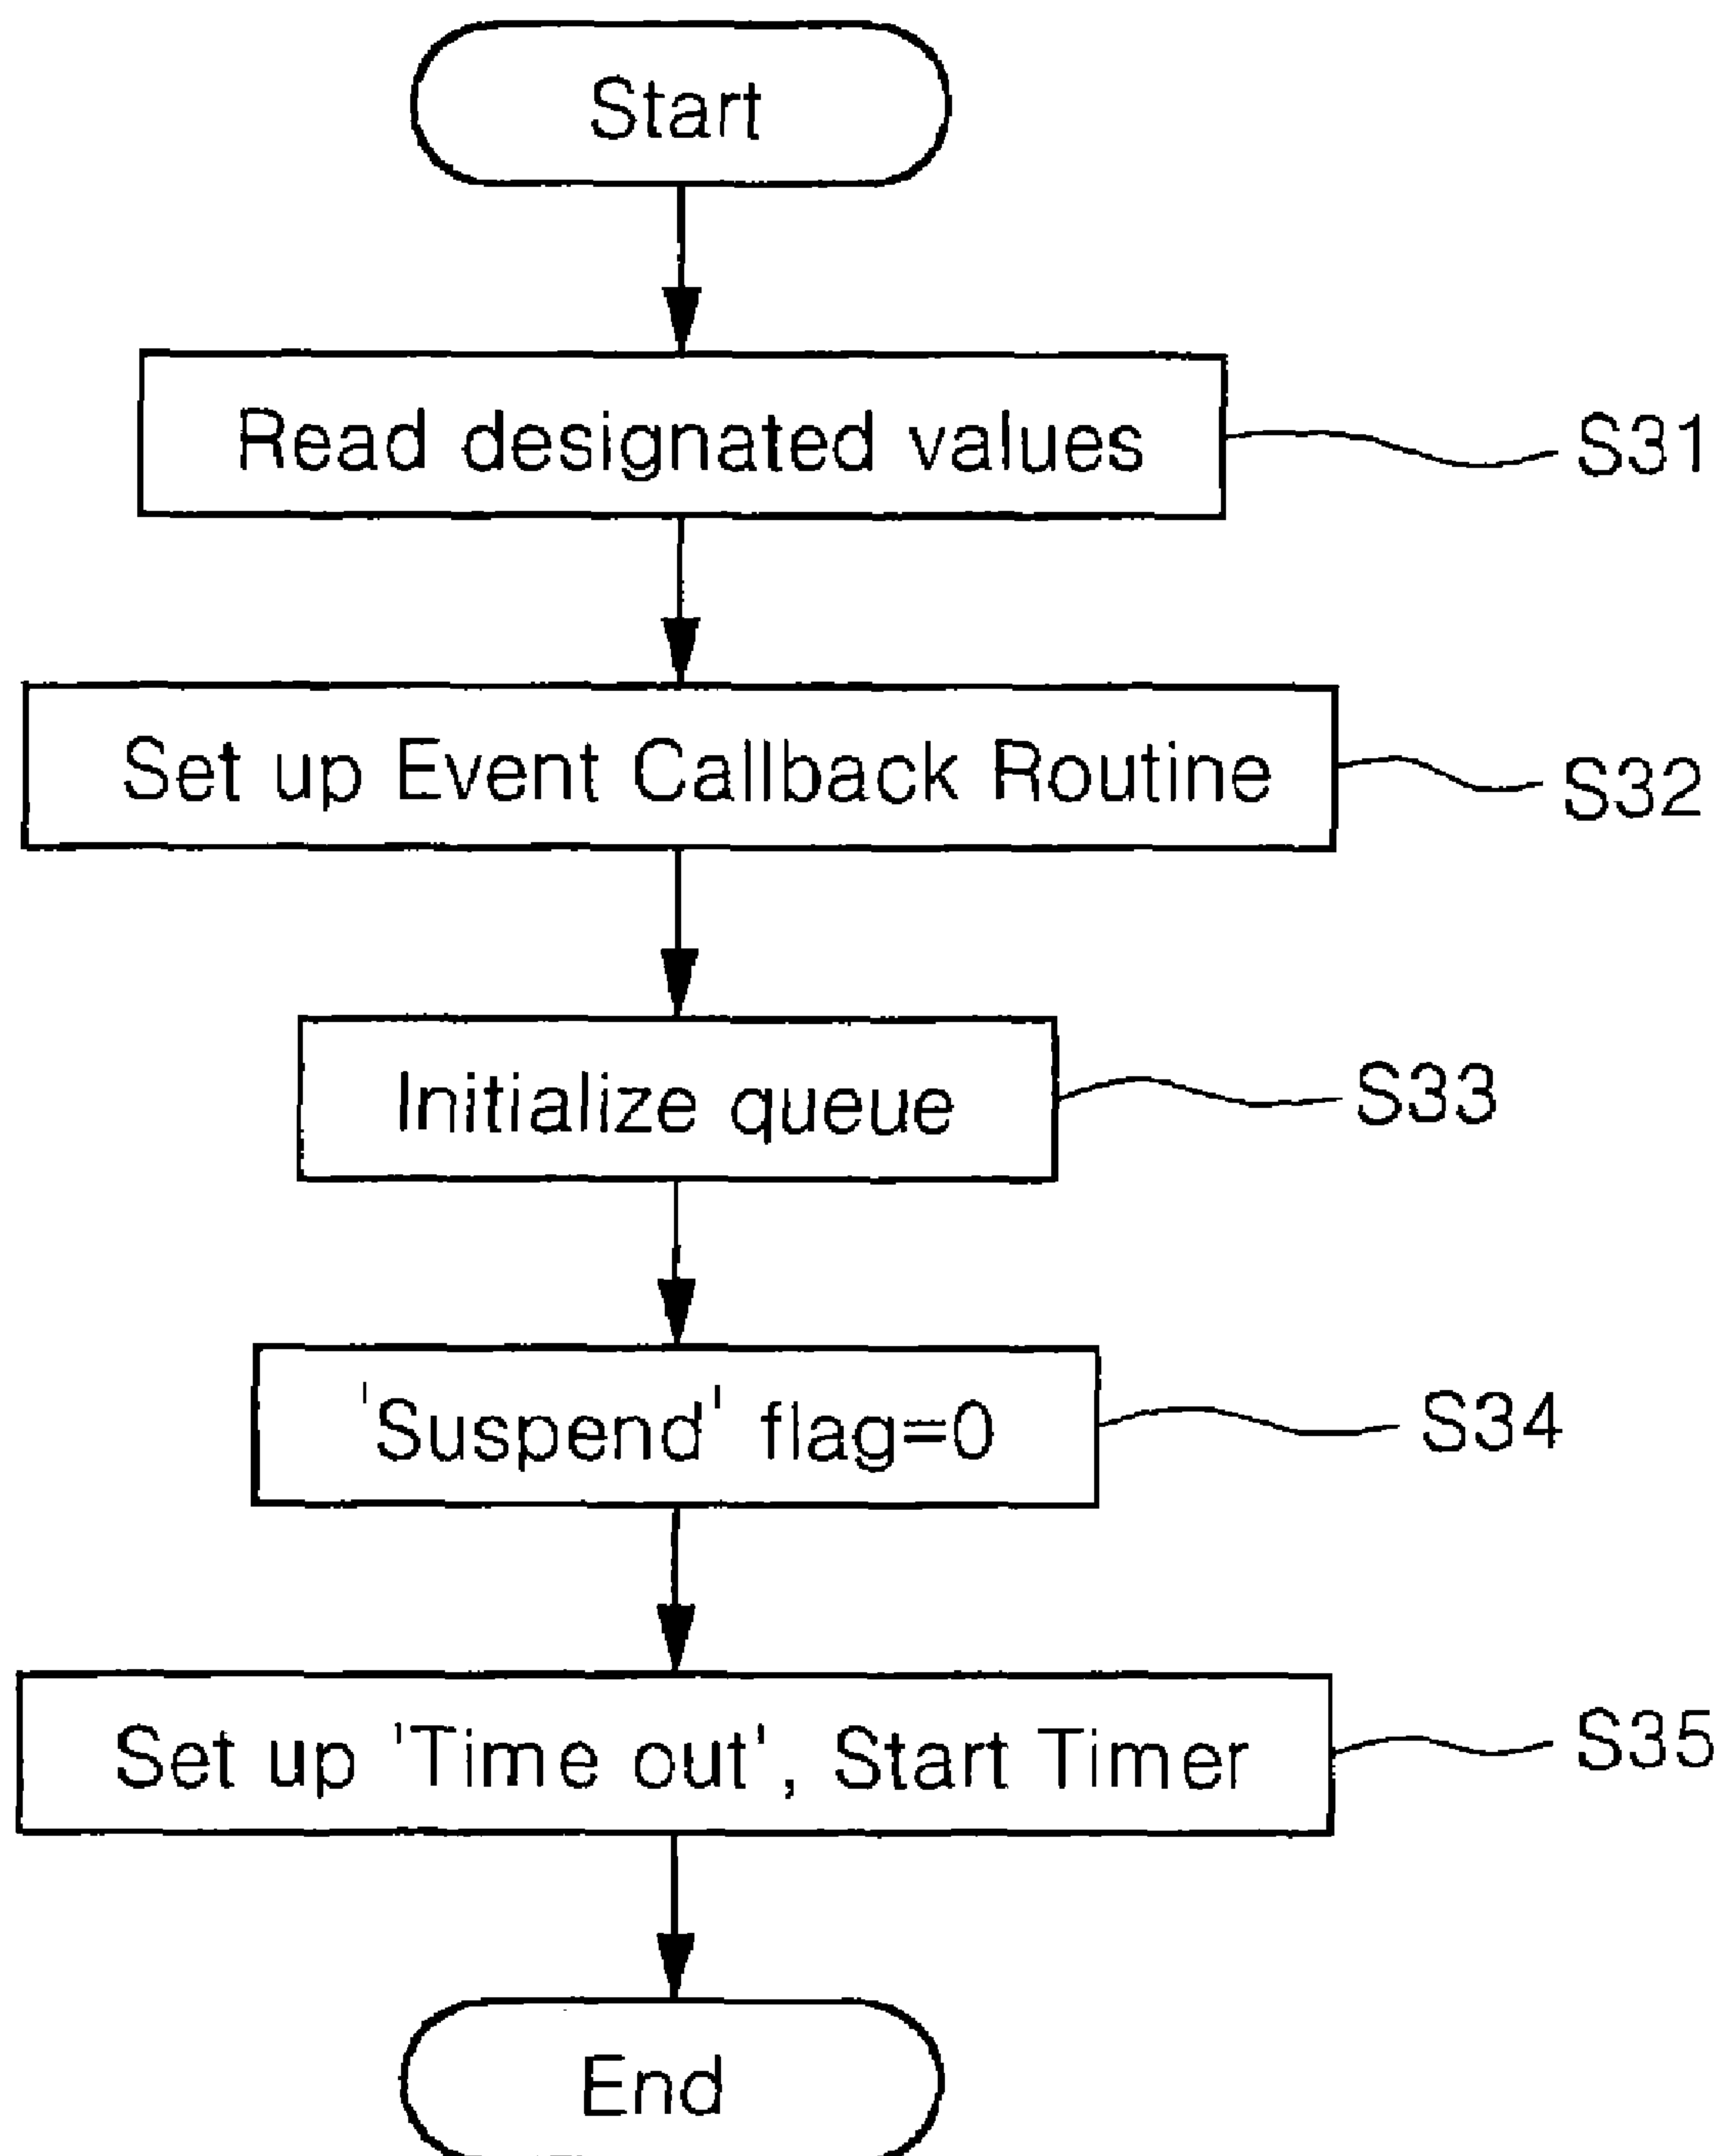 Start
Read designated values S31
Set up Event Callback Routine S32
Initialize queue S33
'Suspend' flag=0 S34
Set up 'Time out', Start Timer S35
End